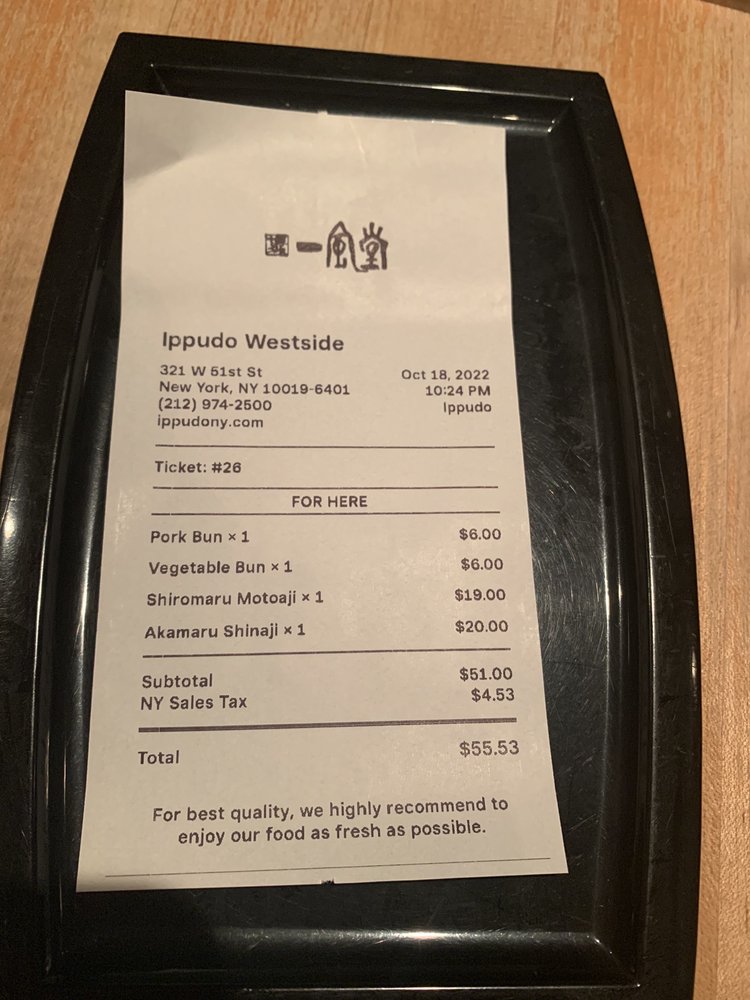 一風堂
Ippudo Westside
321 W 51st St
New York, NY 10019-6401
(212) 974-2500
ippudony.com
Oct 18, 2022
10:24 PM
Ippudo
Ticket: #26
FOR HERE
Pork Bun × 1 $6.00
Vegetable Bun × 1 $6.00
Shiromaru Motoaji × 1 $19.00
Akamaru Shinaji × 1 $20.00
Subtotal $51.00
NY Sales Tax $4.53
Total $55.53
For best quality, we highly recommend to
enjoy our food as fresh as possible.